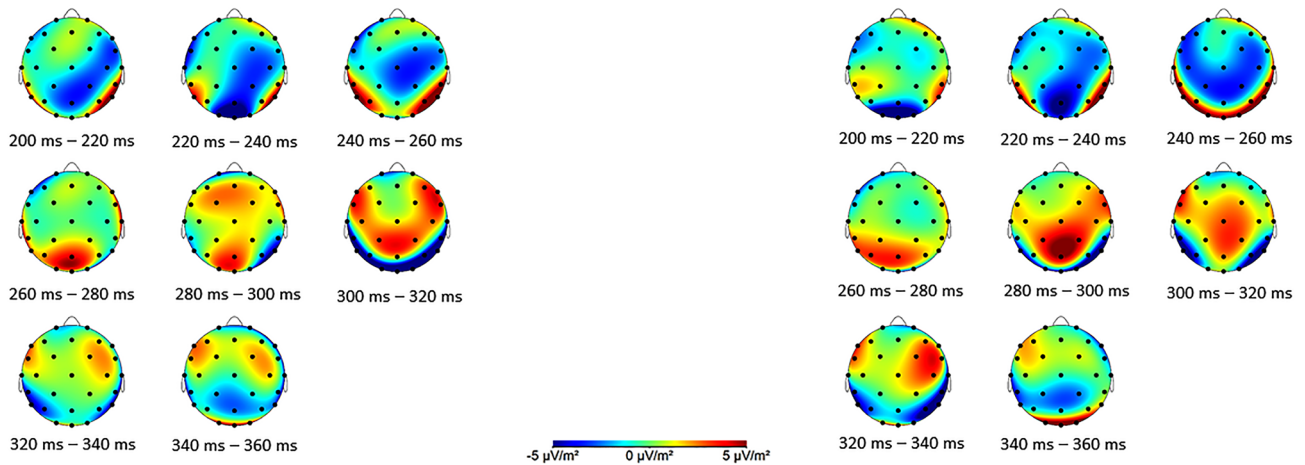 200 ms – 220 ms 220 ms – 240 ms 240 ms – 260 ms 200 ms – 220 ms 220 ms – 240 ms 240 ms – 260 ms
260 ms – 280 ms 280 ms – 300 ms 300 ms – 320 ms 260 ms – 280 ms 280 ms – 300 ms 300 ms – 320 ms
320 ms – 340 ms 340 ms – 360 ms 320 ms – 340 ms 340 ms – 360 ms
-5 µV/m² 0 µV/m² 5 µV/m²